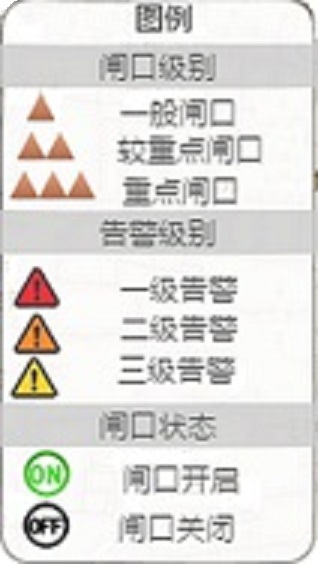 图例
闸口级别
一般闸口
较重点闸口
重点闸口
告警级别
一级告警
二级告警
三级告警
闸口状态
ON 闸口开启
OFF 闸口关闭